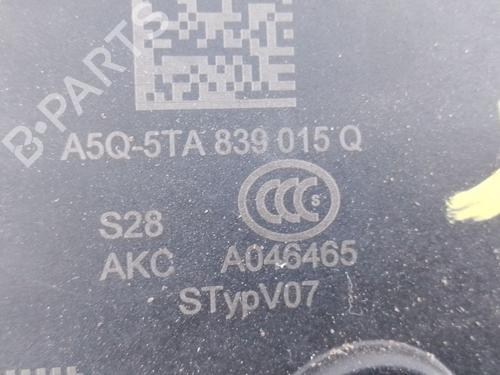 B-PARTS
A5Q-5TA 839 015 Q
CCC S
S28
AKC A046465
STypV07